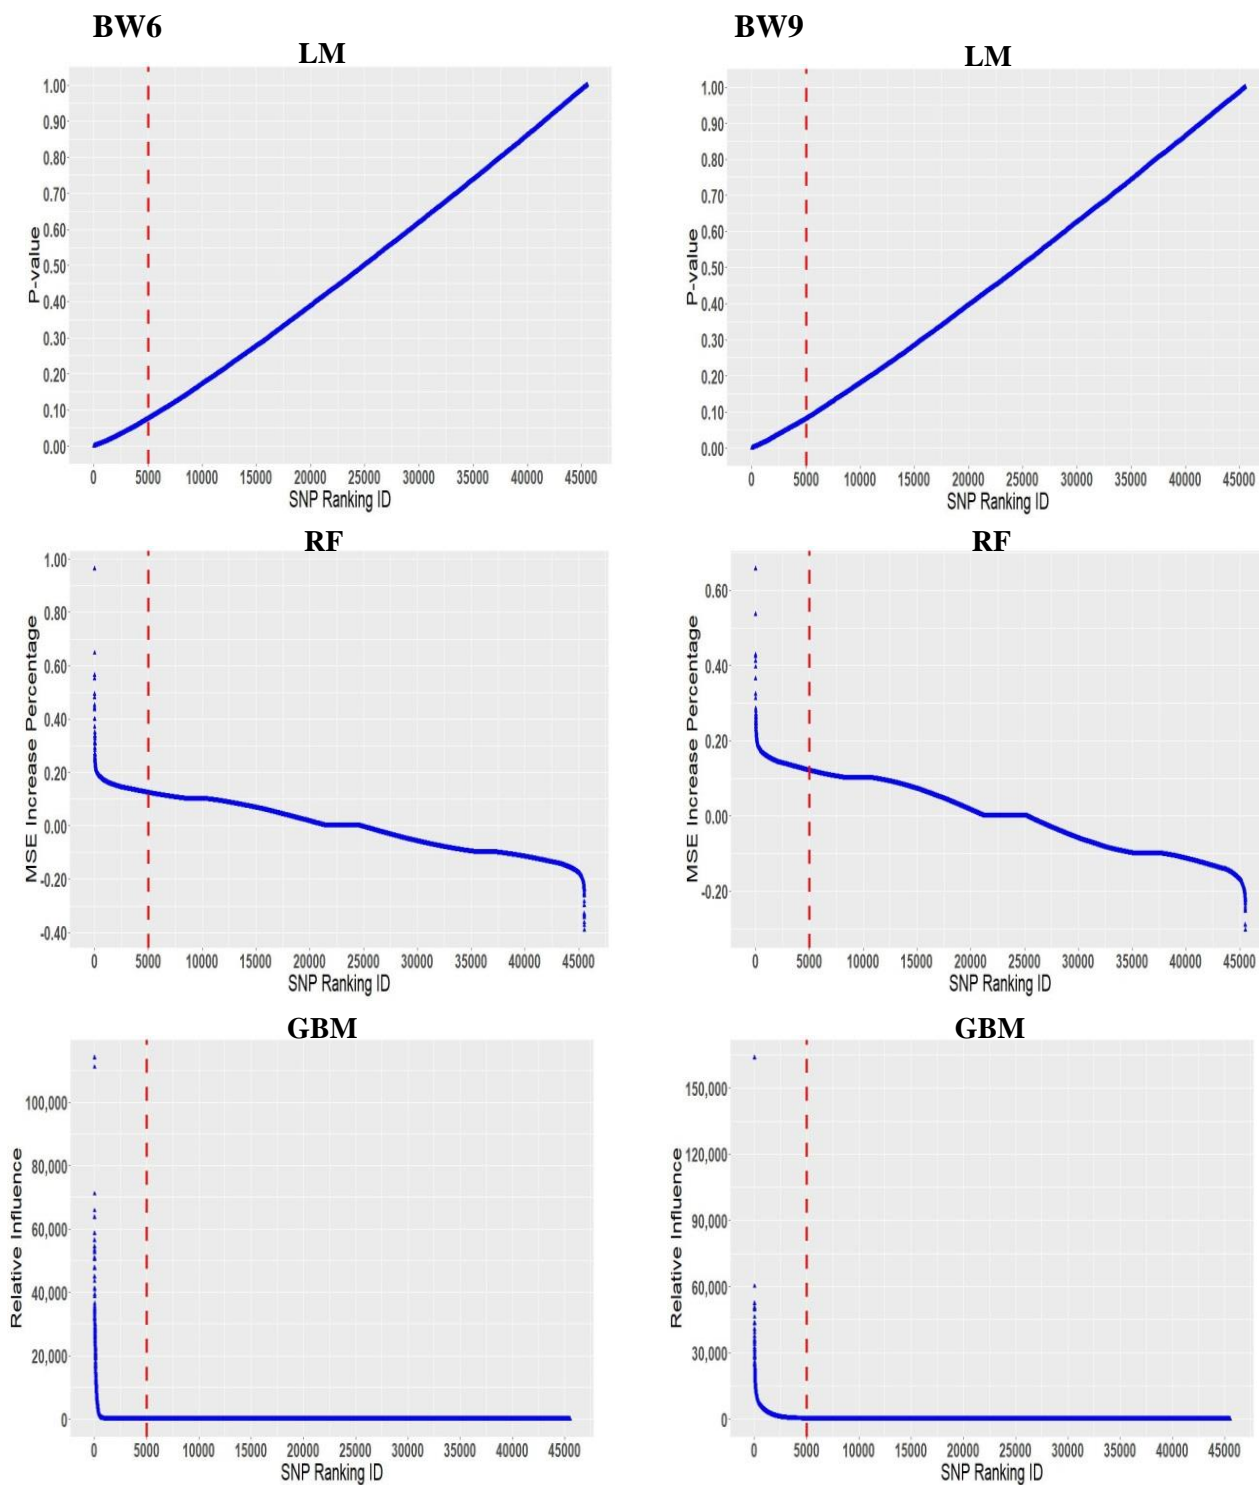 BW6
BW9
LM
P-value
1.00
0.90
0.80
0.70
0.60
0.50
0.40
0.30
0.20
0.10
0.00
0 5000 10000 15000 20000 25000 30000 35000 40000 45000
SNP Ranking ID
LM
P-value
1.00
0.90
0.80
0.70
0.60
0.50
0.40
0.30
0.20
0.10
0.00
0 5000 10000 15000 20000 25000 30000 35000 40000 45000
SNP Ranking ID
RF
MSE Increase Percentage
1.00
0.80
0.60
0.40
0.20
0.00
-0.20
-0.40
0 5000 10000 15000 20000 25000 30000 35000 40000 45000
SNP Ranking ID
RF
MSE Increase Percentage
0.60
0.40
0.20
0.00
-0.20
0 5000 10000 15000 20000 25000 30000 35000 40000 45000
SNP Ranking ID
GBM
Relative Influence
100,000
80,000
60,000
40,000
20,000
0
0 5000 10000 15000 20000 25000 30000 35000 40000 45000
SNP Ranking ID
GBM
Relative Influence
150,000
120,000
90,000
60,000
30,000
0
0 5000 10000 15000 20000 25000 30000 35000 40000 45000
SNP Ranking ID